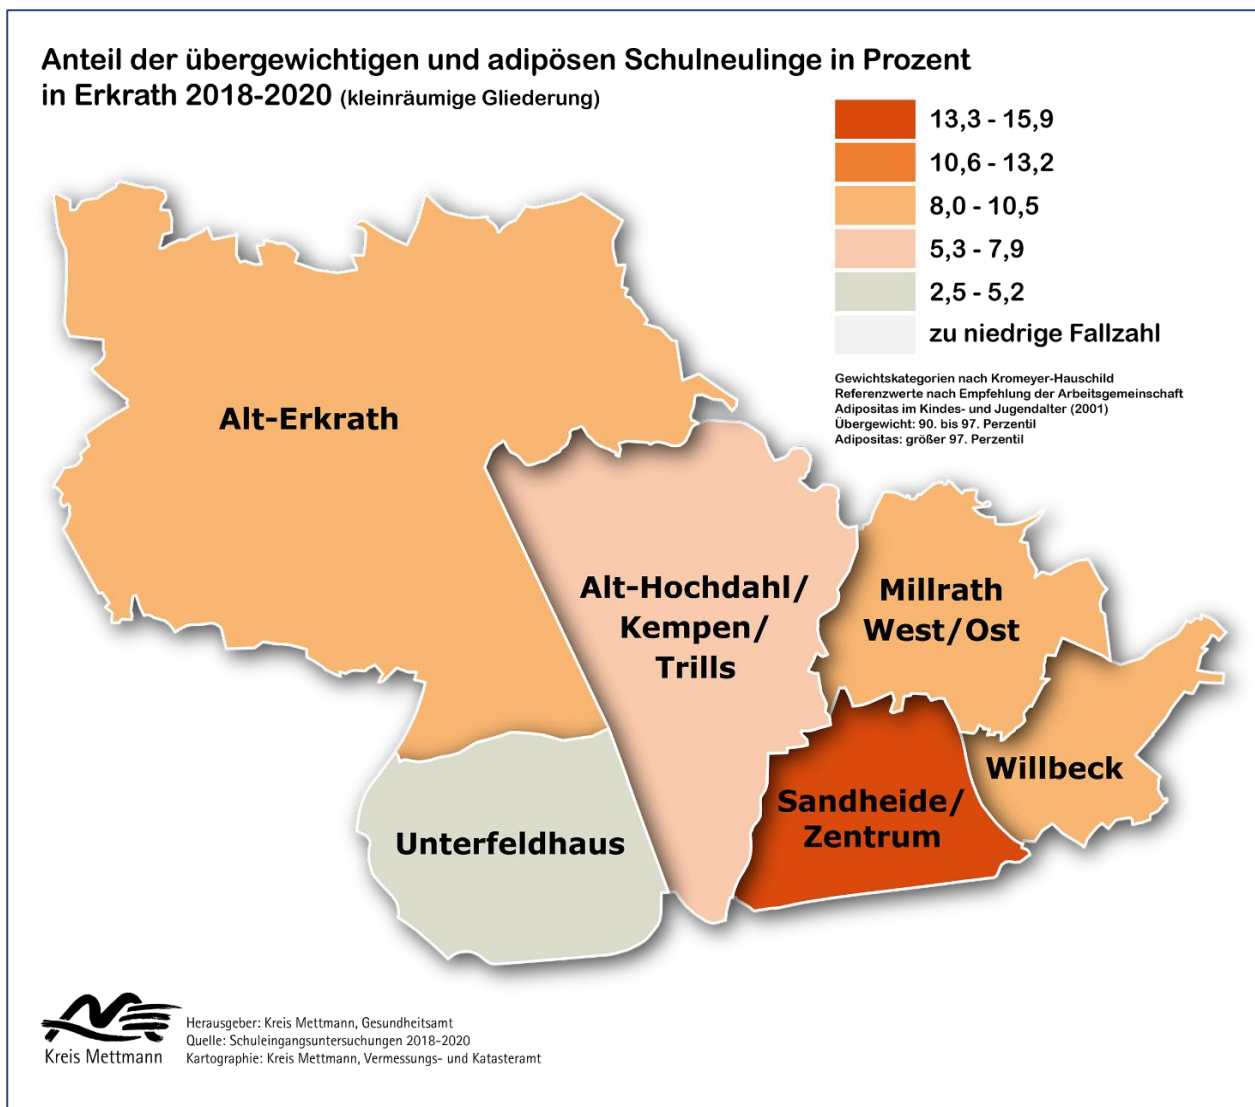 Anteil der übergewichtigen und adipösen Schulneulinge in Prozent
in Erkrath 2018-2020 (kleinräumige Gliederung)
13,3 - 15,9
10,6 - 13,2
8,0 - 10,5
5,3 - 7,9
2,5 - 5,2
zu niedrige Fallzahl
Gewichtskategorien nach Kromeyer-Hauschild
Referenzwerte nach Empfehlung der Arbeitsgemeinschaft
Adipositas im Kindes- und Jugendalter (2001)
Übergewicht: 90. bis 97. Perzentil
Adipositas: größer 97. Perzentil
Alt-Erkrath
Alt-Hochdahl/
Kempen/
Trills
Millrath
West/Ost
Willbeck
Sandheide/
Zentrum
Unterfeldhaus
Kreis Mettmann
Herausgeber: Kreis Mettmann, Gesundheitsamt
Quelle: Schuleingangsuntersuchungen 2018-2020
Kartographie: Kreis Mettmann, Vermessungs- und Katasteramt